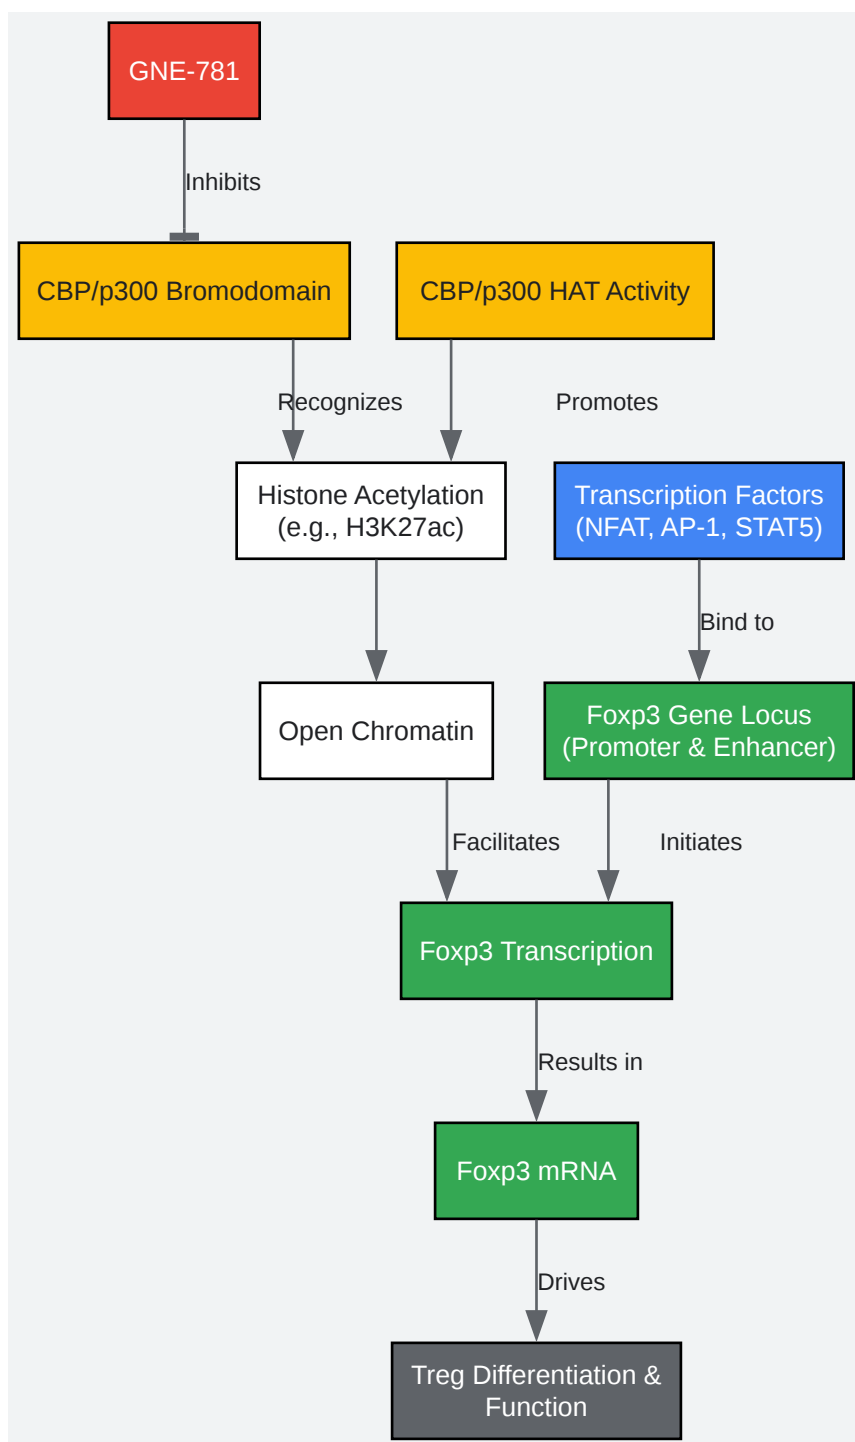 GNE-781
Inhibits
CBP/p300 Bromodomain
CBP/p300 HAT Activity
Recognizes
Promotes
Histone Acetylation
(e.g., H3K27ac)
Transcription Factors
(NFAT, AP-1, STAT5)
Bind to
Open Chromatin
Foxp3 Gene Locus
(Promoter & Enhancer)
Facilitates
Initiates
Foxp3 Transcription
Results in
Foxp3 mRNA
Drives
Treg Differentiation &
Function